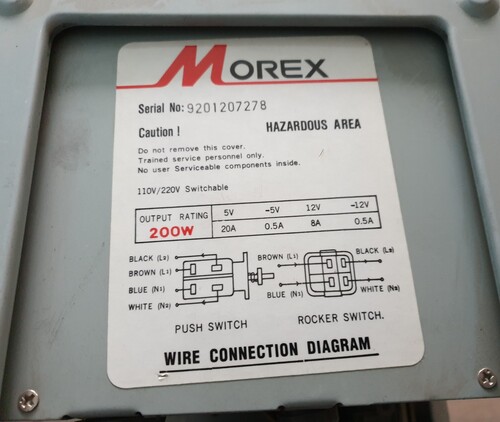 MOREX
Serial No: 9201207278
Caution ! HAZARDOUS AREA
Do not remove this cover.
Trained service personnel only.
No user Serviceable components inside.
110V/220V Switchable
OUTPUT RATING 5V -5V 12V -12V
200W 20A 0.5A 8A 0.5A
BLACK (L2) BROWN (L1) BLACK (L2)
BROWN (L1)
BLUE (N1) BLUE (N1) WHITE (N2)
WHITE (N2)
PUSH SWITCH ROCKER SWITCH.
WIRE CONNECTION DIAGRAM